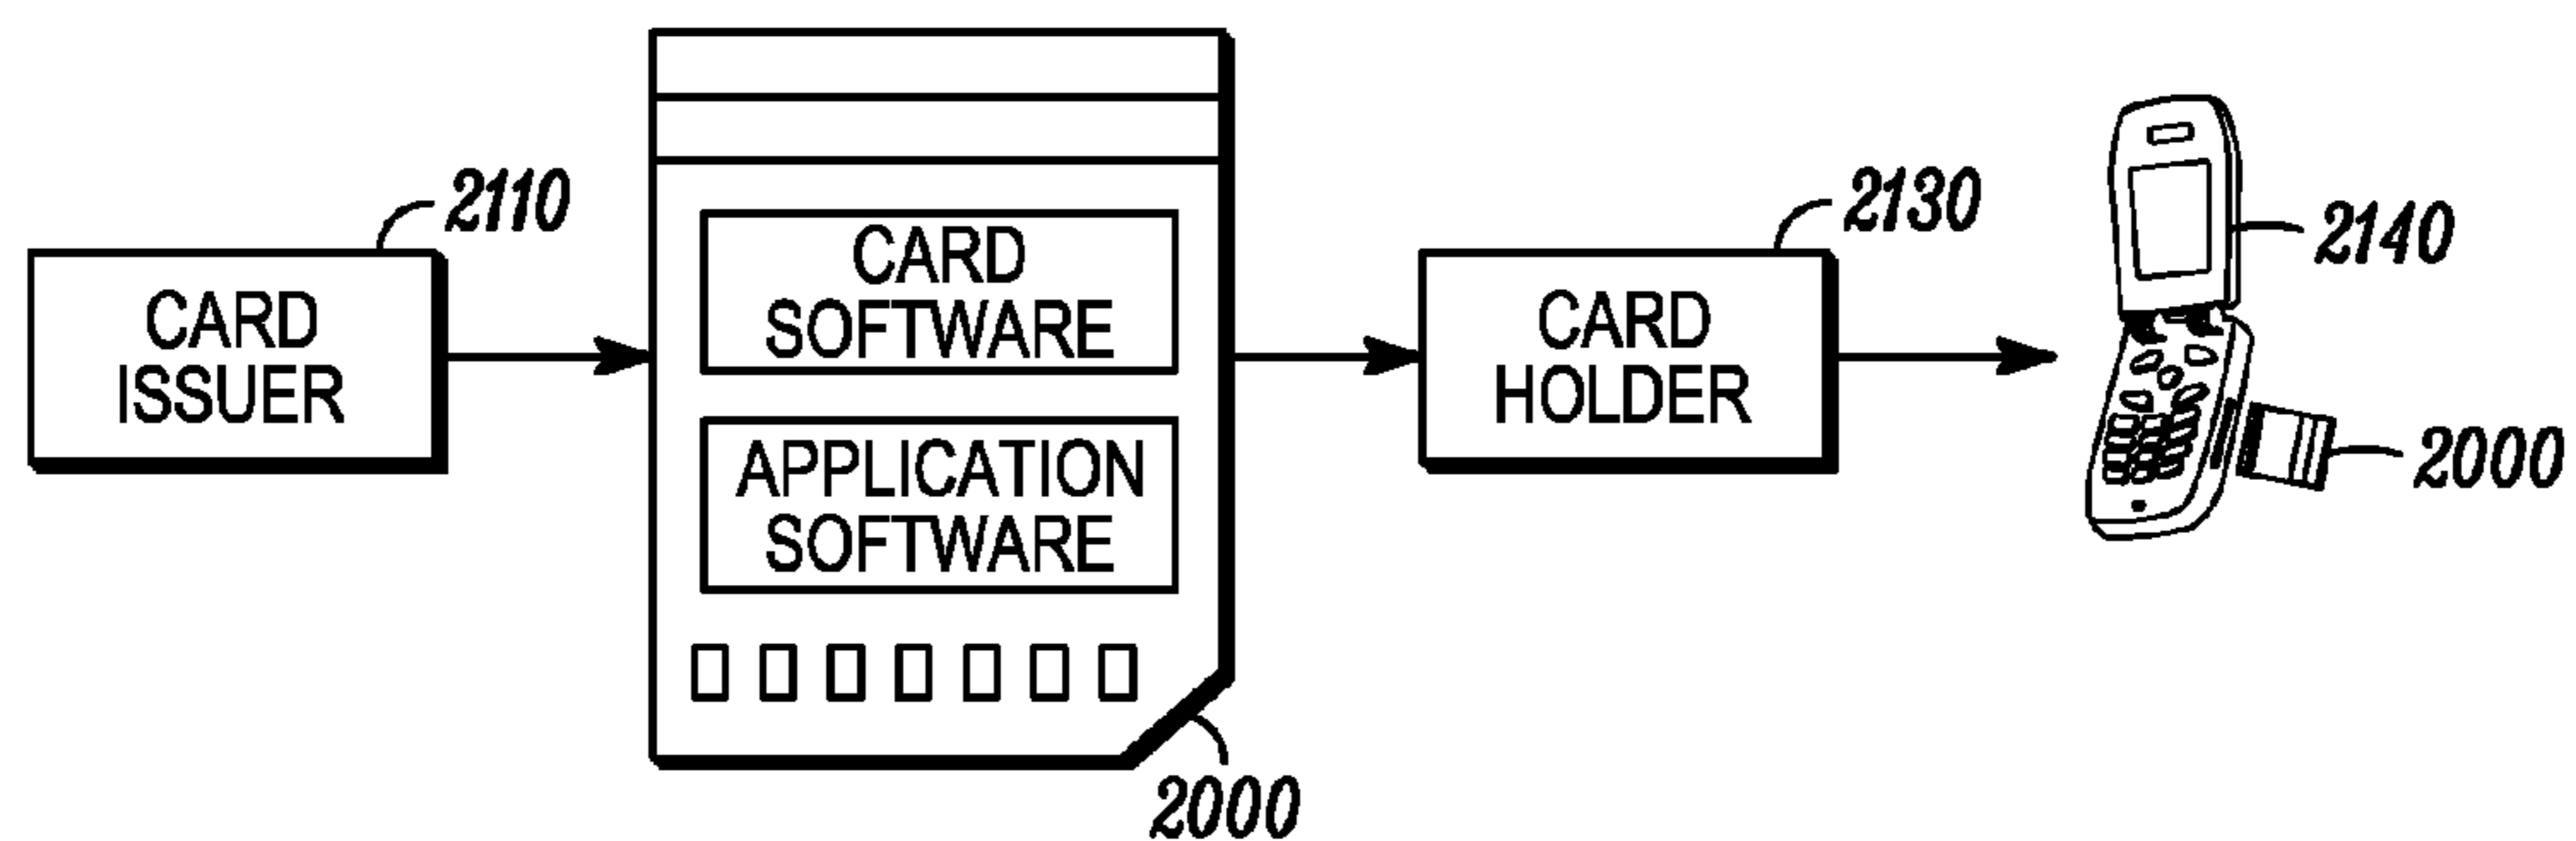 2110
CARD
ISSUER
CARD
SOFTWARE
APPLICATION
SOFTWARE
2000
2130
CARD
HOLDER
2140
2000